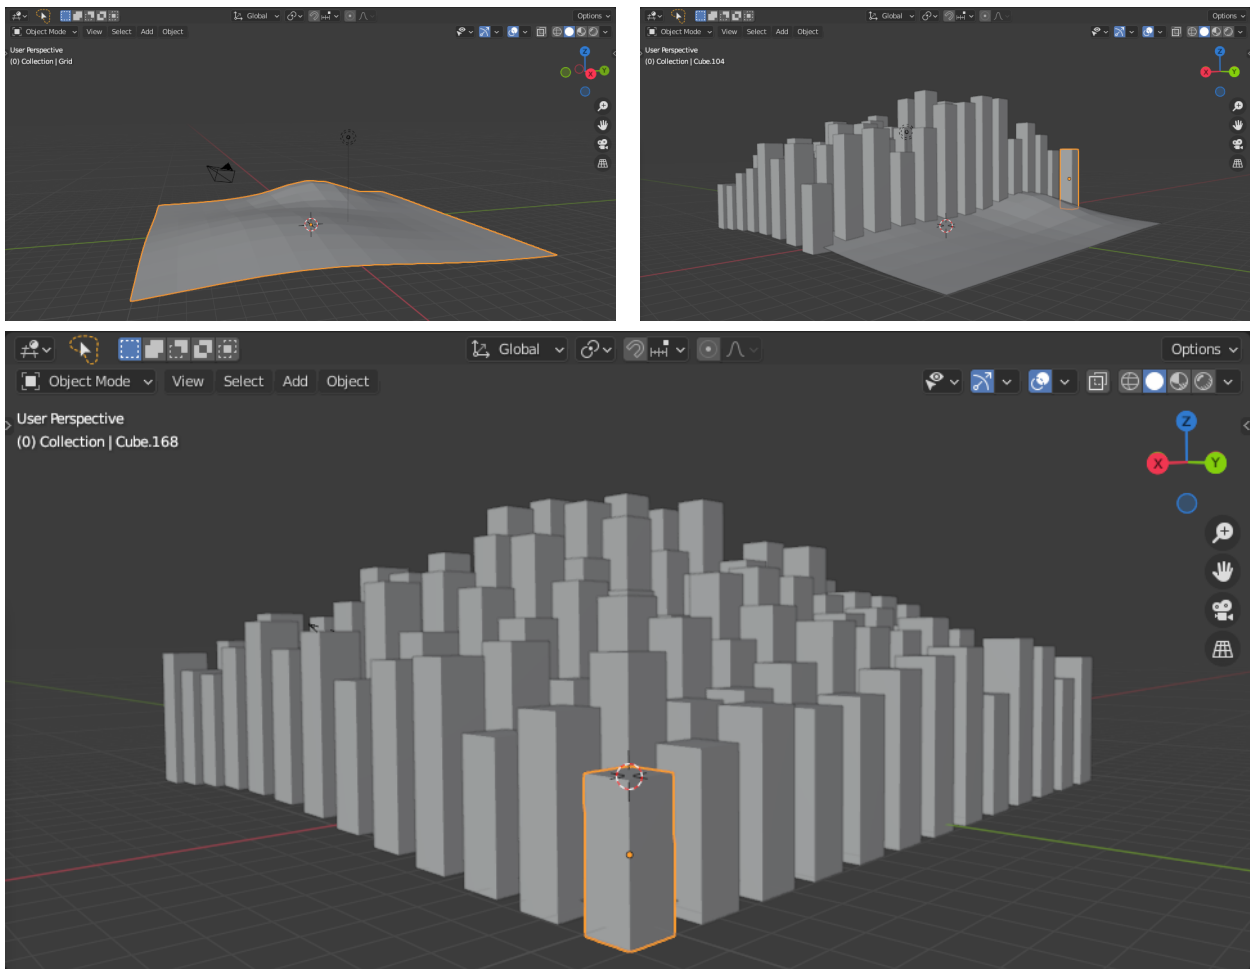 Global
Options
Object Mode View Select Add Object
User Perspective
(0) Collection | Grid
Z
X
Y
Global
Options
Object Mode View Select Add Object
User Perspective
(0) Collection | Cube.104
Z
X
Y
Global
Options
Object Mode View Select Add Object
User Perspective
(0) Collection | Cube.168
Z
X
Y